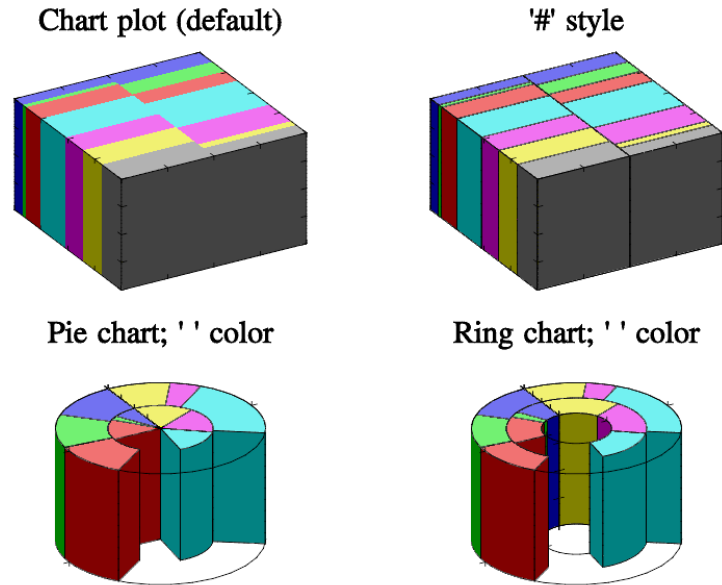 Chart plot (default)
'#' style
Pie chart; ' ' color
Ring chart; ' ' color